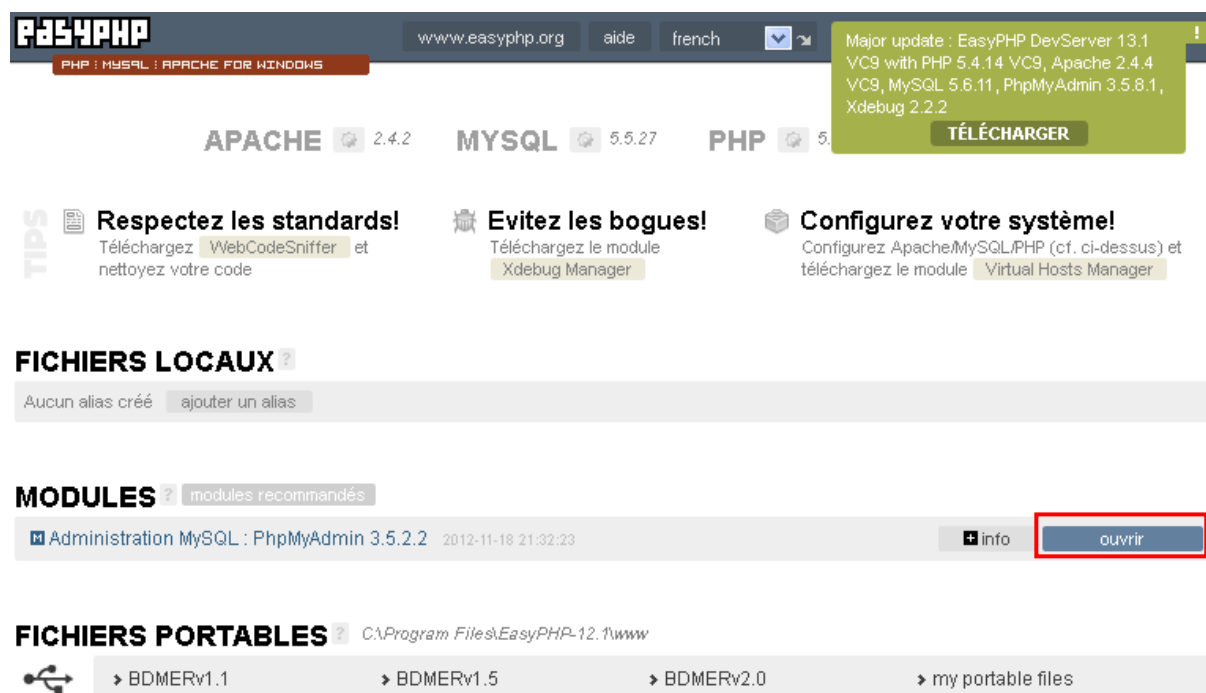 easyPHP
PHP : MYSQL : APACHE FOR WINDOWS
www.easyphp.org aide french
Major update : EasyPHP DevServer 13.1
VC9 with PHP 5.4.14 VC9, Apache 2.4.4
VC9, MySQL 5.6.11, PhpMyAdmin 3.5.8.1,
Xdebug 2.2.2
TÉLÉCHARGER
!
APACHE 2.4.2 MYSQL 5.5.27 PHP 5.
TIPS
Respectez les standards!
Téléchargez WebCodeSniffer et
nettoyez votre code
Evitez les bogues!
Téléchargez le module
Xdebug Manager
Configurez votre système!
Configurez Apache/MySQL/PHP (cf. ci-dessus) et
téléchargez le module Virtual Hosts Manager
FICHIERS LOCAUX ?
Aucun alias créé ajouter un alias
MODULES ? modules recommandés
M Administration MySQL : PhpMyAdmin 3.5.2.2 2012-11-18 21:32:23 + info ouvrir
FICHIERS PORTABLES ? C:\Program Files\EasyPHP-12.1\www
BDMERv1.1 BDMERv1.5 BDMERv2.0 my portable files